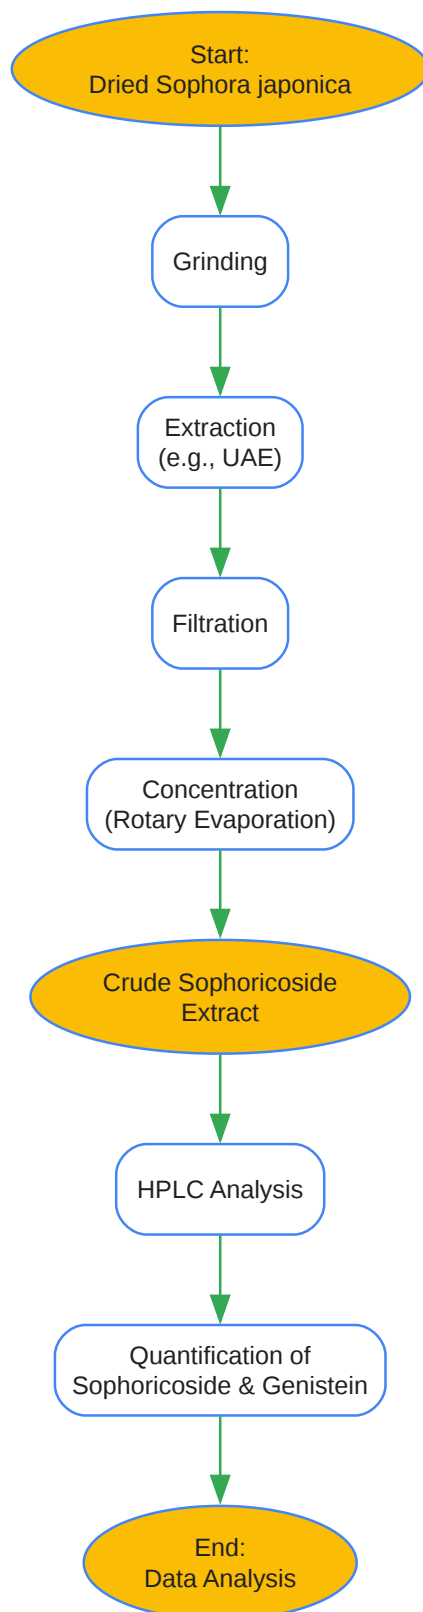 Start:
Dried Sophora japonica
Grinding
Extraction
(e.g., UAE)
Filtration
Concentration
(Rotary Evaporation)
Crude Sophoricoside
Extract
HPLC Analysis
Quantification of
Sophoricoside & Genistein
End:
Data Analysis